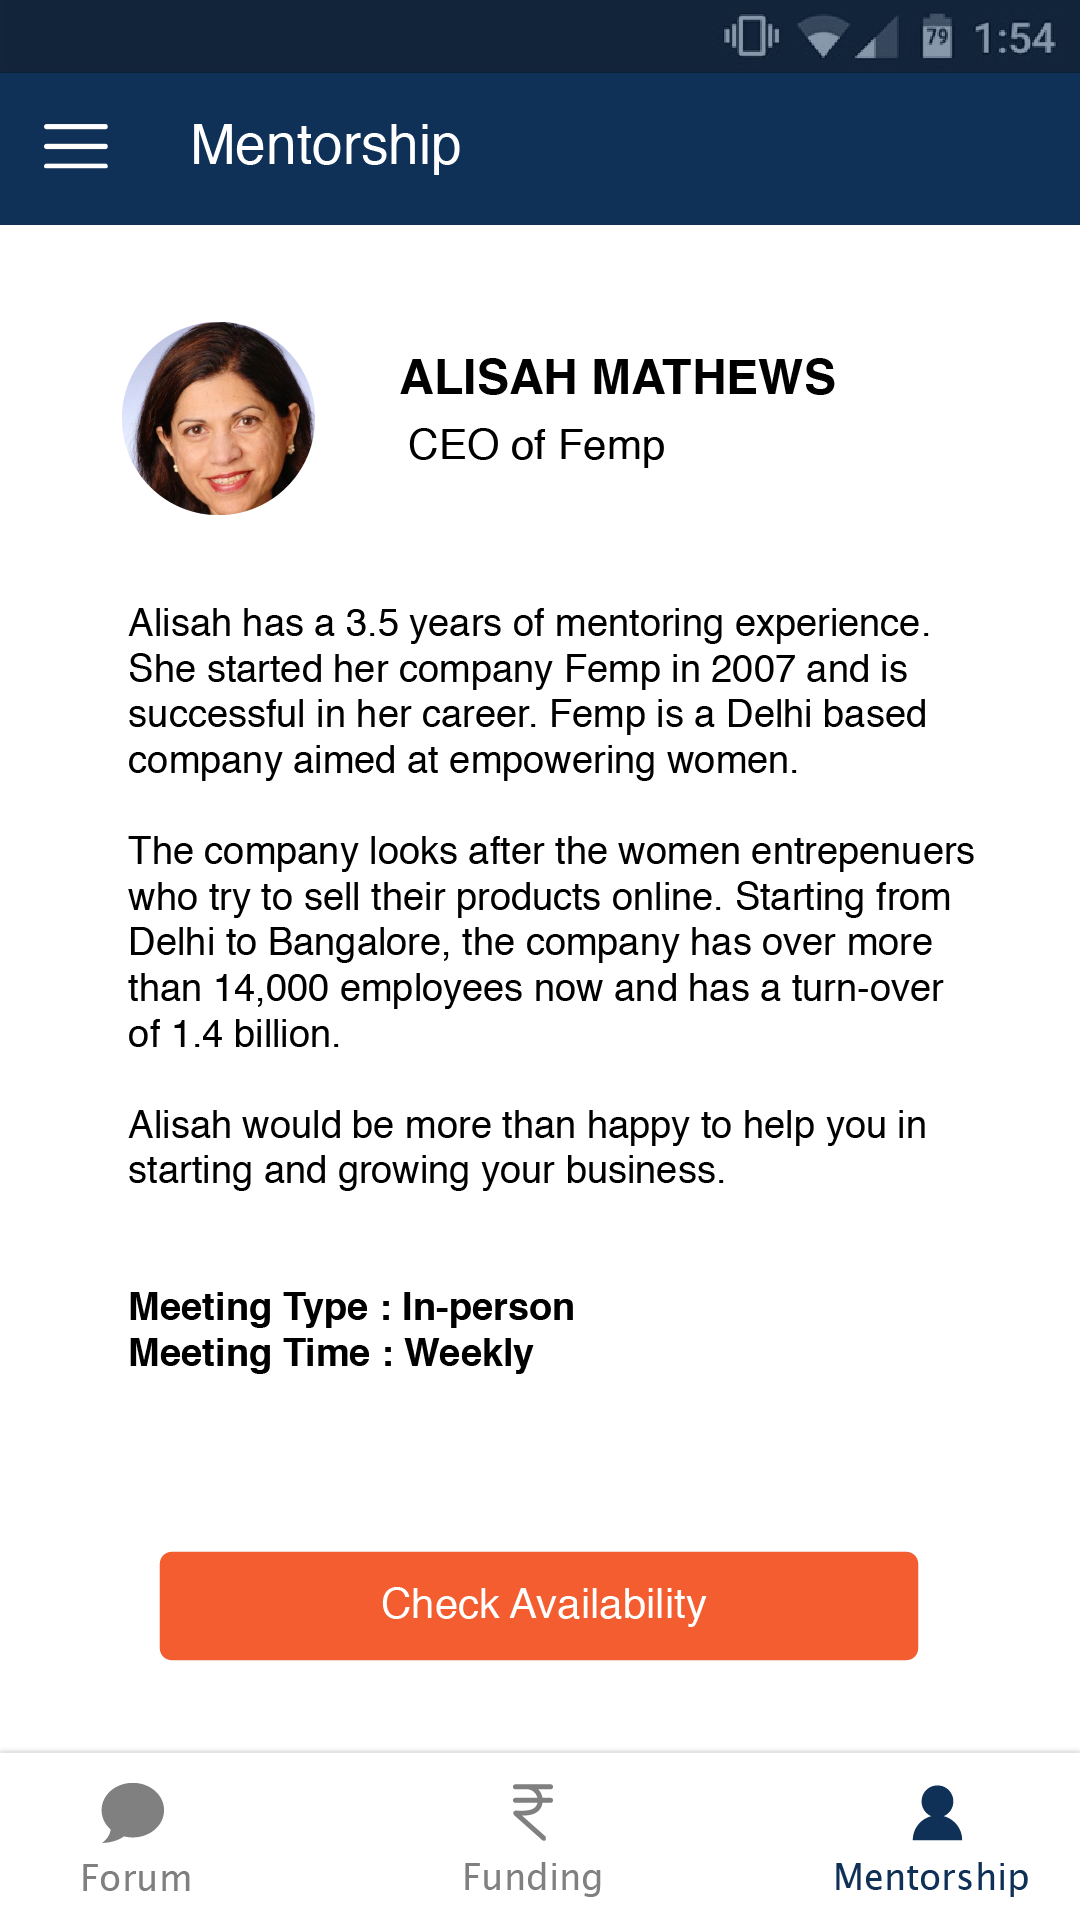 79 1:54
Mentorship
ALISAH MATHEWS
CEO of Femp
Alisah has a 3.5 years of mentoring experience.
She started her company Femp in 2007 and is
successful in her career. Femp is a Delhi based
company aimed at empowering women.
The company looks after the women entrepenuers
who try to sell their products online. Starting from
Delhi to Bangalore, the company has over more
than 14,000 employees now and has a turn-over
of 1.4 billion.
Alisah would be more than happy to help you in
starting and growing your business.
Meeting Type : In-person
Meeting Time : Weekly
Check Availability
Forum
Funding
Mentorship